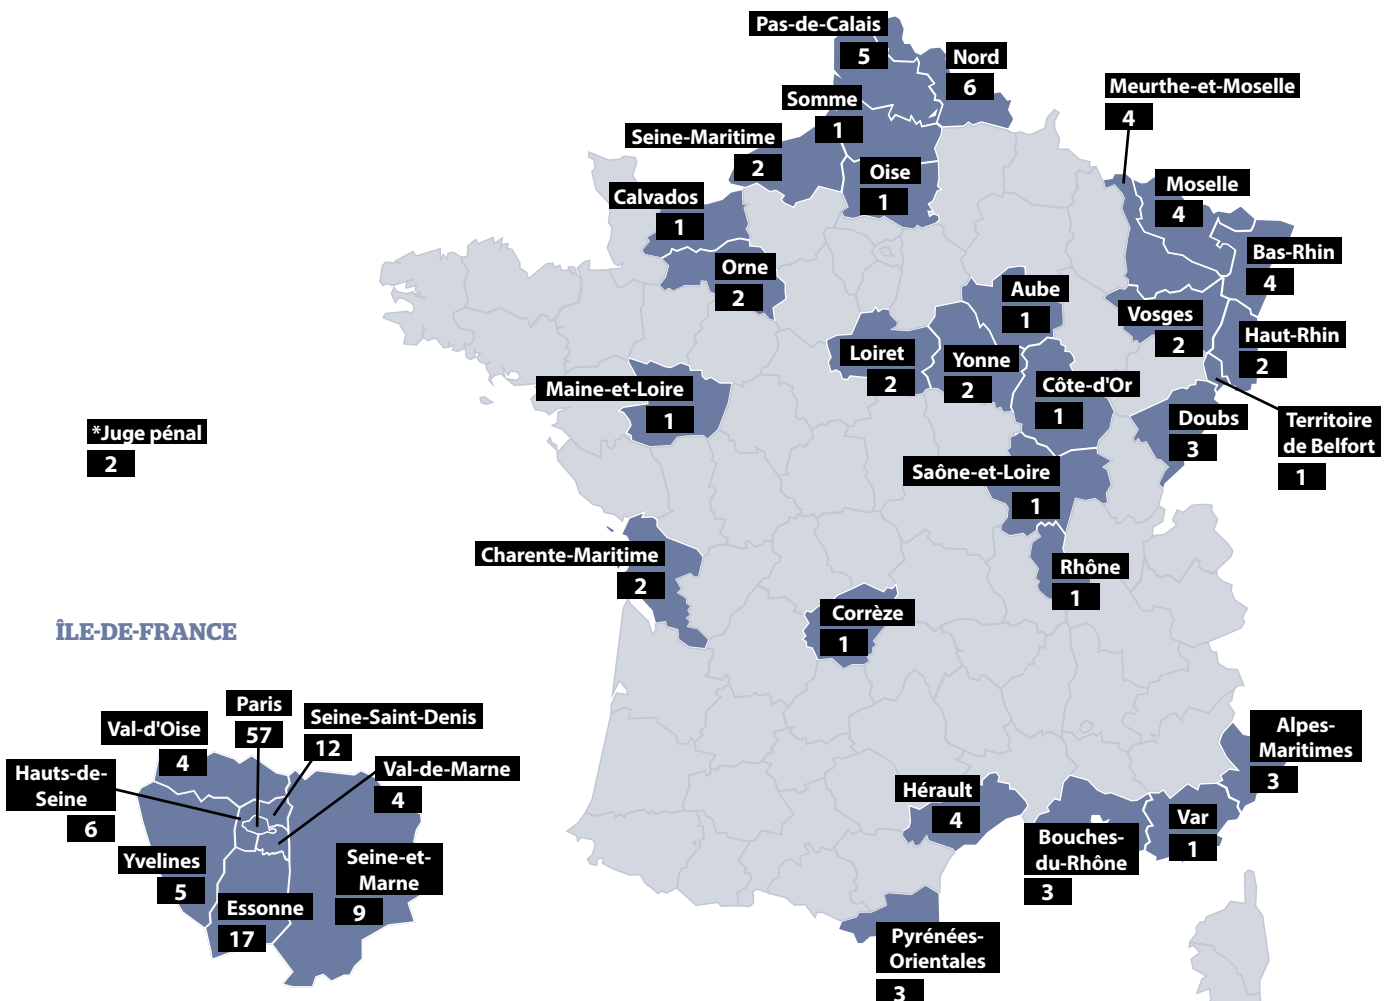 Pas-de-Calais
5
Nord
6
Meurthe-et-Moselle
4
Somme
1
Seine-Maritime
2
Oise
1
Moselle
4
Calvados
1
Bas-Rhin
4
Orne
2
Aube
1
Vosges
2
Haut-Rhin
2
Loiret
2
Yonne
2
Côte-d'Or
1
Maine-et-Loire
1
Doubs
3
Territoire
de Belfort
1
*Juge pénal
2
Saône-et-Loire
1
Charente-Maritime
2
Rhône
1
Corrèze
1
ÎLE-DE-FRANCE
Paris
57
Seine-Saint-Denis
12
Val-d'Oise
4
Val-de-Marne
4
Hauts-de-
Seine
6
Yvelines
5
Seine-et-
Marne
9
Essonne
17
Alpes-
Maritimes
3
Hérault
4
Var
1
Bouches-
du-Rhône
3
Pyrénées-
Orientales
3